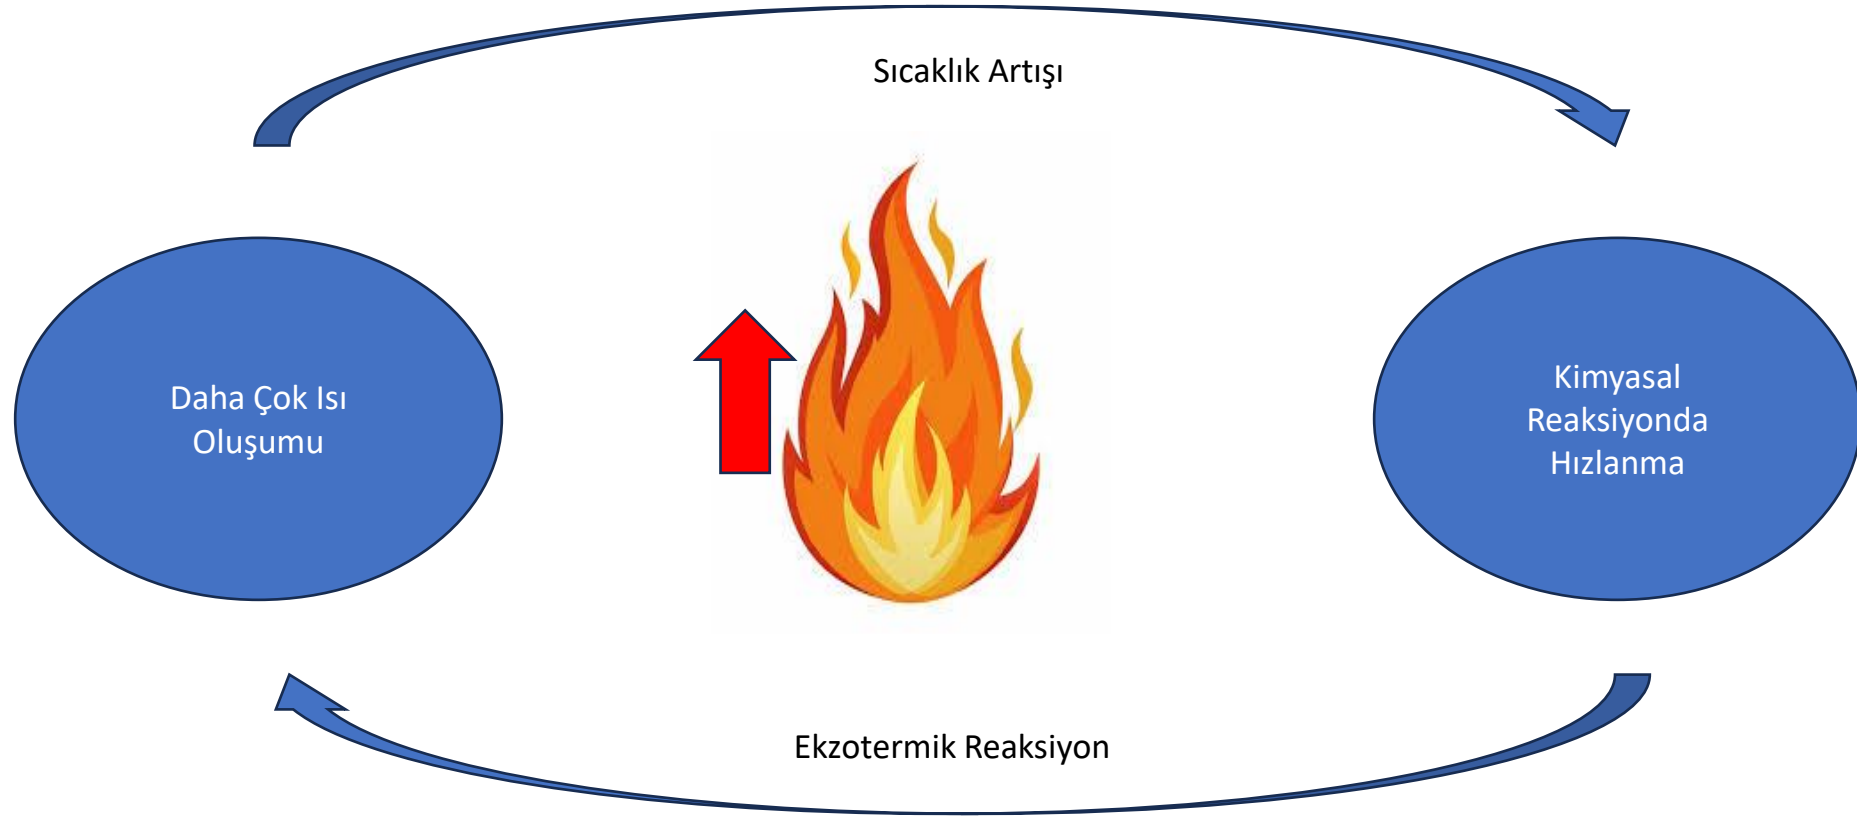 Sıcaklık Artışı
Daha Çok Isı
Oluşumu
Kimyasal
Reaksiyonda
Hızlanma
Ekzotermik Reaksiyon